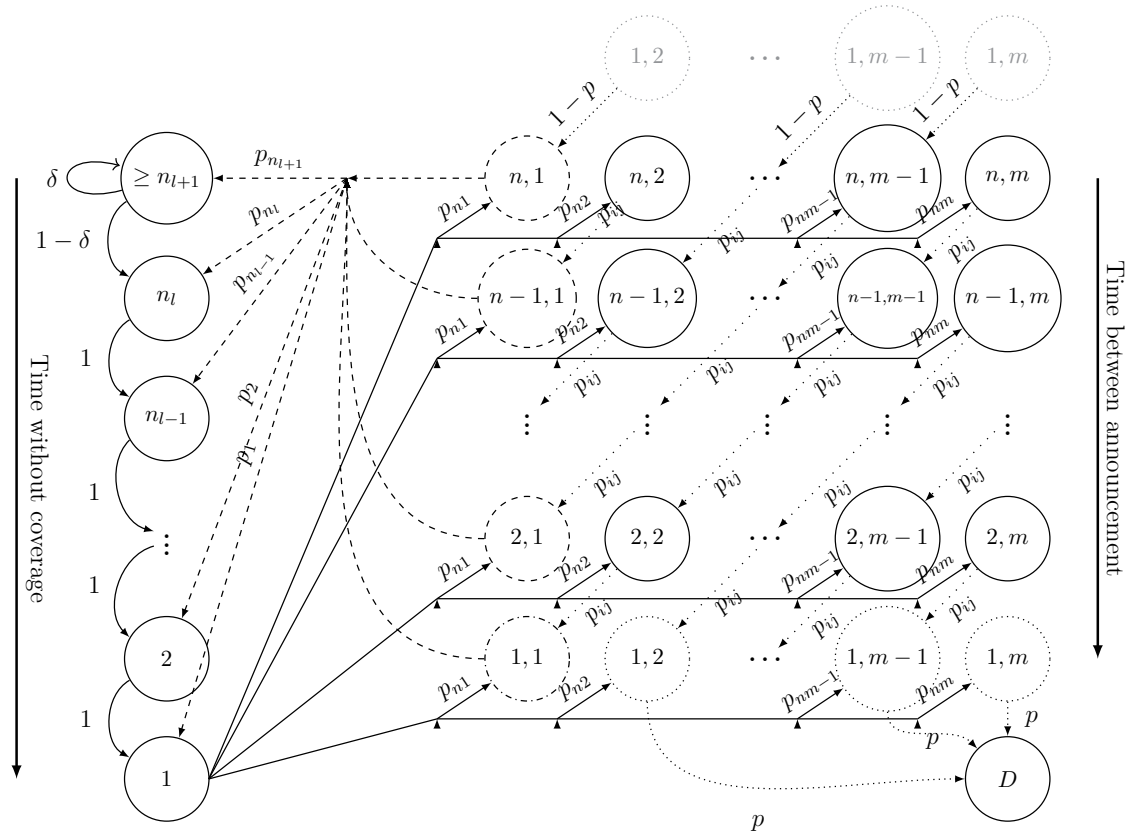 1, 2 ⋯ 1, m − 1 1, m
1 − p 1 − p 1 − p
≥ n_{l+1} δ p_{n_{l+1}} n, 1 n, 2 ⋯ n, m − 1 n, m
1 − δ p_{n_l} p_{n1} p_{n2} p_{ij} p_{ij} p_{nm−1} p_{ij} p_{nm} p_{ij}
n_l p_{n_l−1} n − 1, 1 n − 1, 2 ⋯ n−1,m−1 n − 1, m
1 p_{n1} p_{n2} p_{ij} p_{ij} p_{nm−1} p_{ij} p_{nm} p_{ij}
p_2
n_{l−1} ⋮ ⋮ ⋮ ⋮ ⋮
p_1
1 p_{ij} p_{ij} p_{ij} p_{ij}
⋮ 2, 1 2, 2 ⋯ 2, m − 1 2, m
1 p_{n1} p_{n2} p_{ij} p_{ij} p_{nm−1} p_{ij} p_{nm} p_{ij}
2 1, 1 1, 2 ⋯ 1, m − 1 1, m
1 p_{n1} p_{n2} p_{nm−1} p_{nm}
p p
1 D
p
Time without coverage
Time between announcement